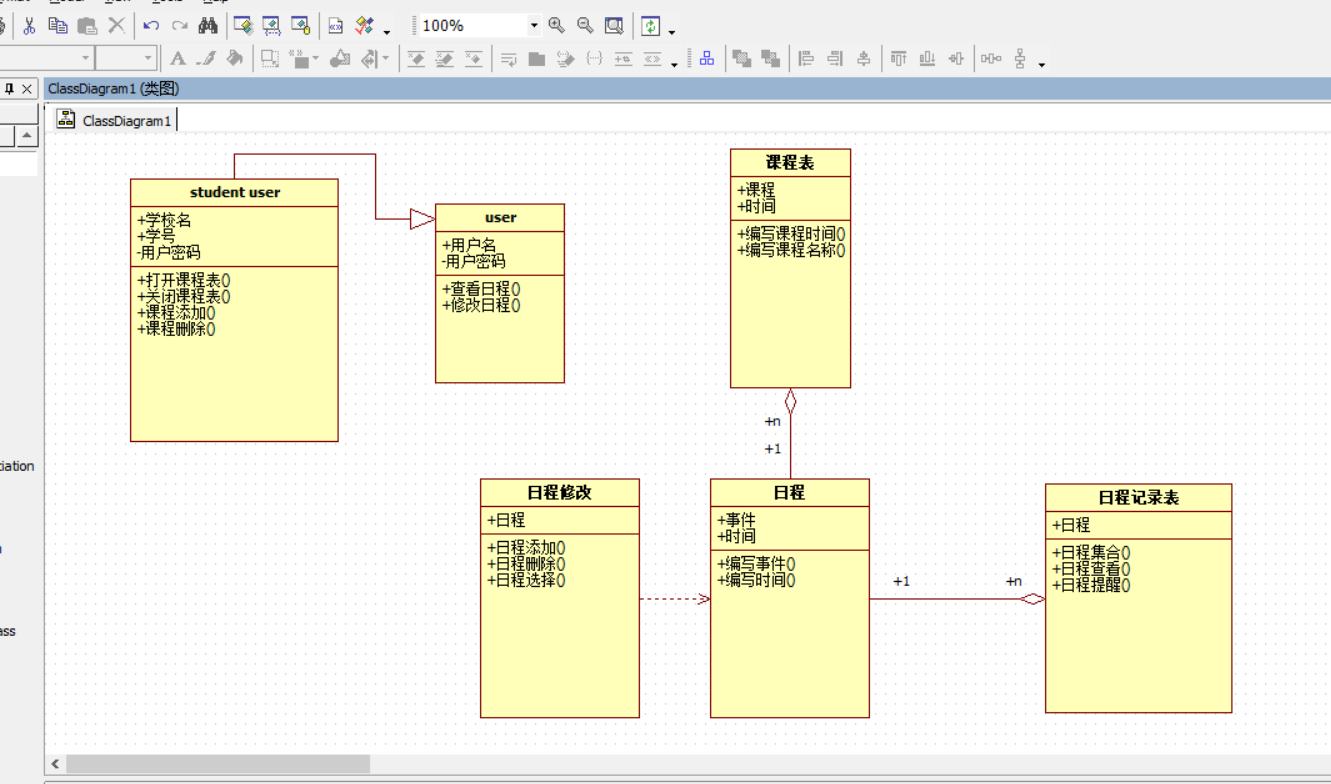 100%
ClassDiagram1 (类图)
ClassDiagram1
student user
+学校名
+学号
-用户密码
+打开课程表()
+关闭课程表()
+课程添加()
+课程删除()
user
+用户名
-用户密码
+查看日程()
+修改日程()
课程表
+课程
+时间
+编写课程时间()
+编写课程名称()
+n
+1
日程修改
+日程
+日程添加()
+日程删除()
+日程选择()
日程
+事件
+时间
+编写事件()
+编写时间()
+1
+n
日程记录表
+日程
+日程集合()
+日程查看()
+日程提醒()